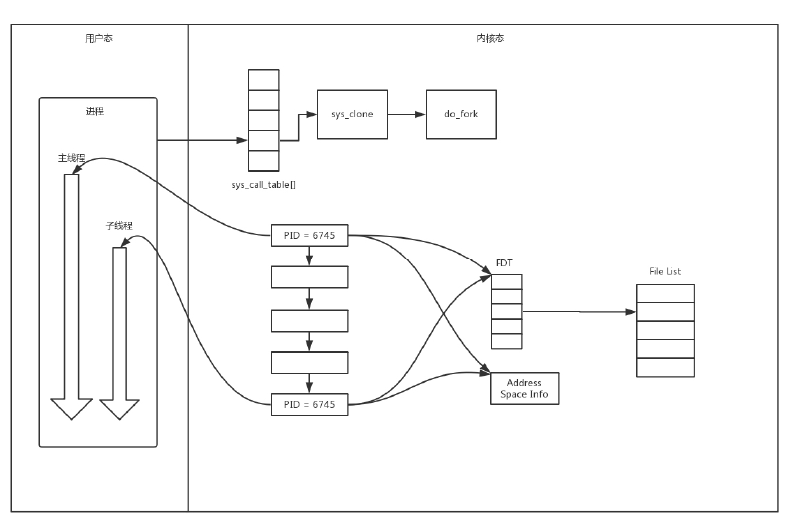 用户态
内核态
进程
主线程
子线程
sys_clone
do_fork
sys_call_table[]
PID = 6745
FDT
File List
Address
Space Info
PID = 6745